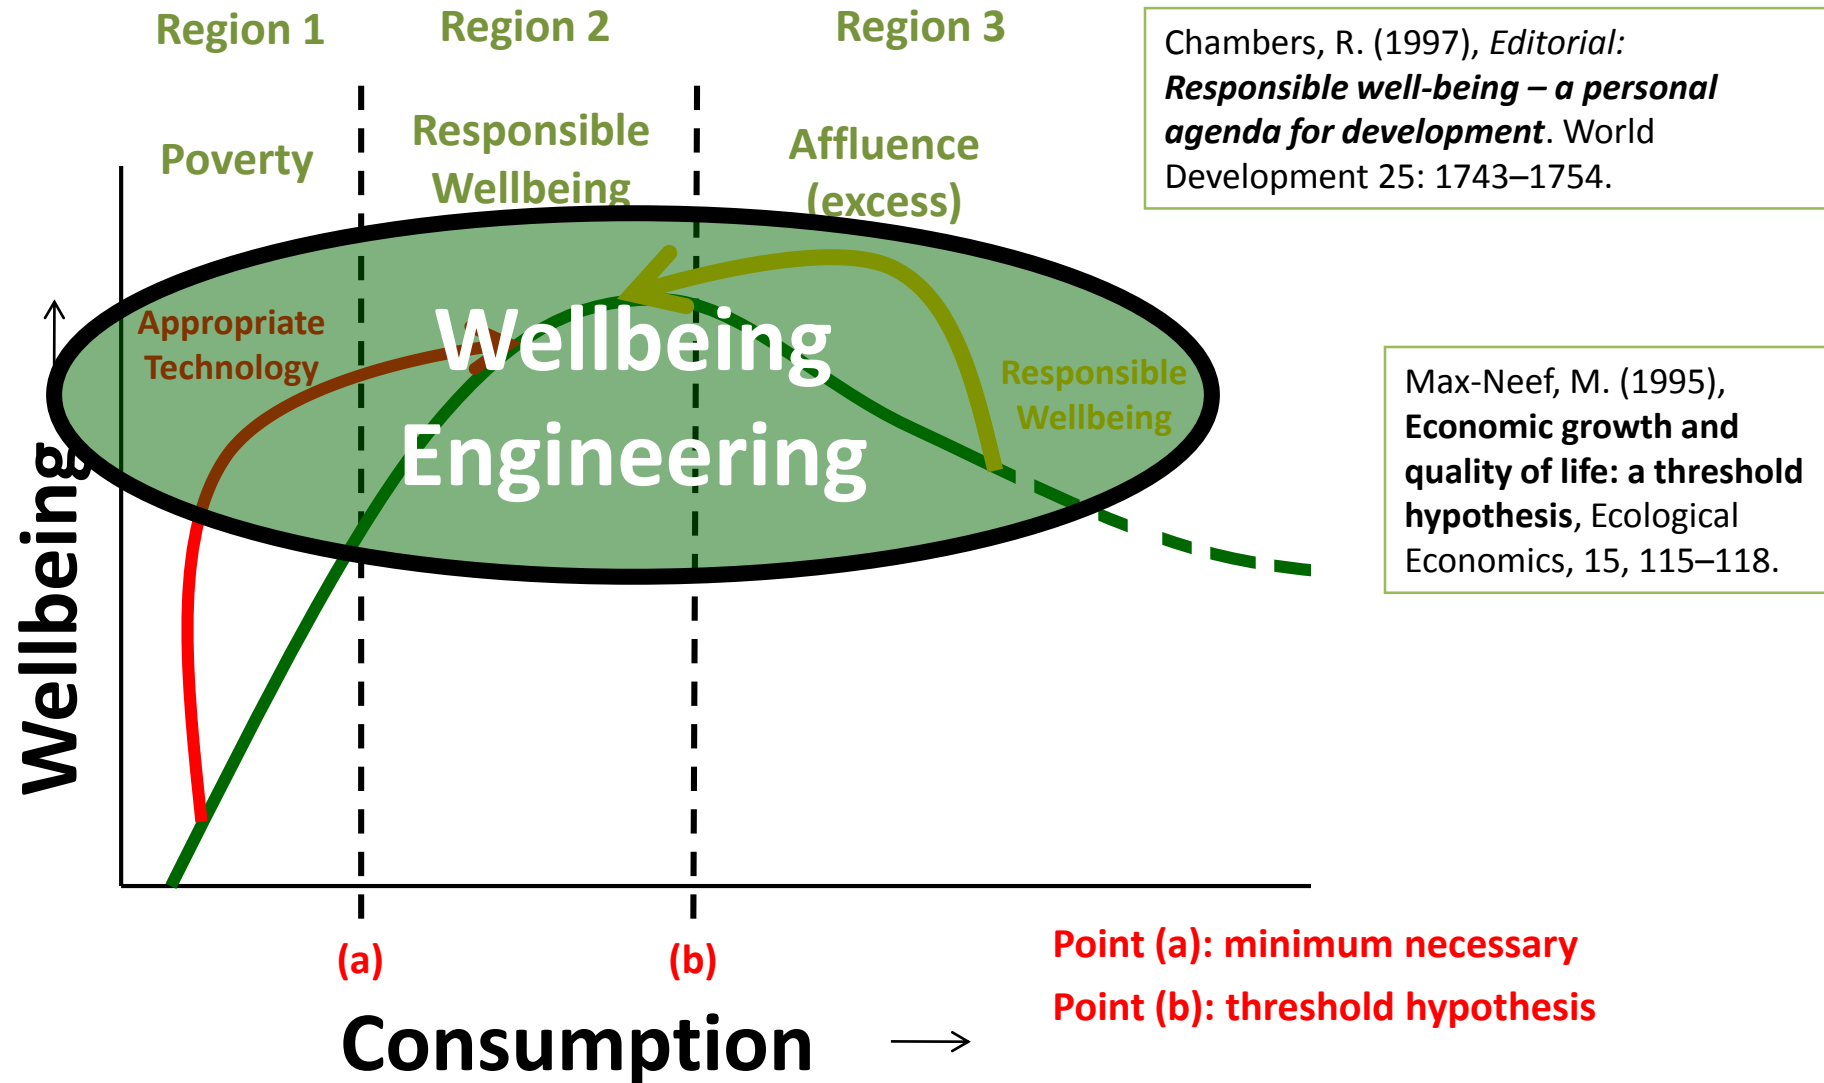 Region 1
Region 2
Region 3
Chambers, R. (1997), Editorial:
Responsible well-being – a personal
agenda for development. World
Development 25: 1743–1754.
Poverty
Responsible
Wellbeing
Affluence
(excess)
Appropriate
Technology
Wellbeing
Engineering
Responsible
Wellbeing
Max-Neef, M. (1995),
Economic growth and
quality of life: a threshold
hypothesis, Ecological
Economics, 15, 115–118.
Wellbeing
(a)
(b)
Point (a): minimum necessary
Point (b): threshold hypothesis
Consumption